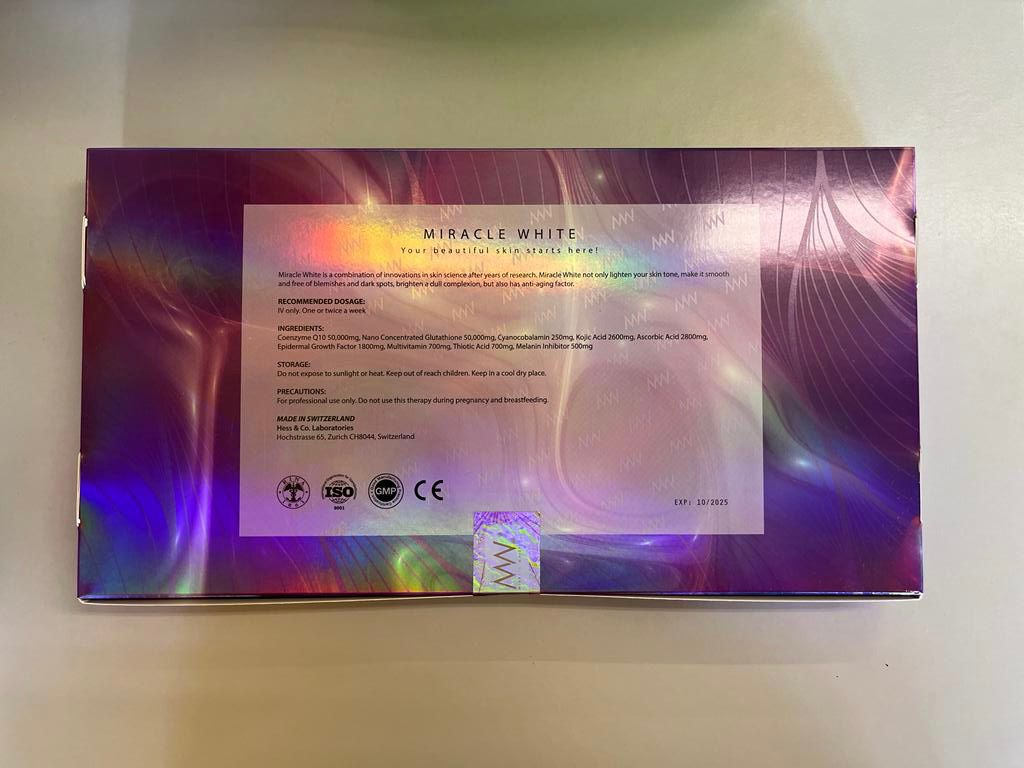 MIRACLE WHITE
Your beautiful skin starts here!
Miracle White is a combination of innovations in skin science after years of research. Miracle White not only lighten your skin tone, make it smooth
and free of blemishes and dark spots, brighten a dull complexion, but also has anti-aging factor.
RECOMMENDED DOSAGE:
IV only. One or twice a week
INGREDIENTS:
Coenzyme Q10 50,000mg, Nano Concentrated Glutathione 50,000mg, Cyanocobalamin 250mg, Kojic Acid 2600mg, Ascorbic Acid 2800mg,
Epidermal Growth Factor 1800mg, Multivitamin 700mg, Thiotic Acid 700mg, Melanin Inhibitor 500mg
STORAGE:
Do not expose to sunlight or heat. Keep out of reach children. Keep in a cool dry place.
PRECAUTIONS:
For professional use only. Do not use this therapy during pregnancy and breastfeeding.
MADE IN SWITZERLAND
Hess & Co. Laboratories
Hochstrasse 65, Zurich CH8044, Switzerland
ISO
9001
GMP
CE
EXP: 10/2025